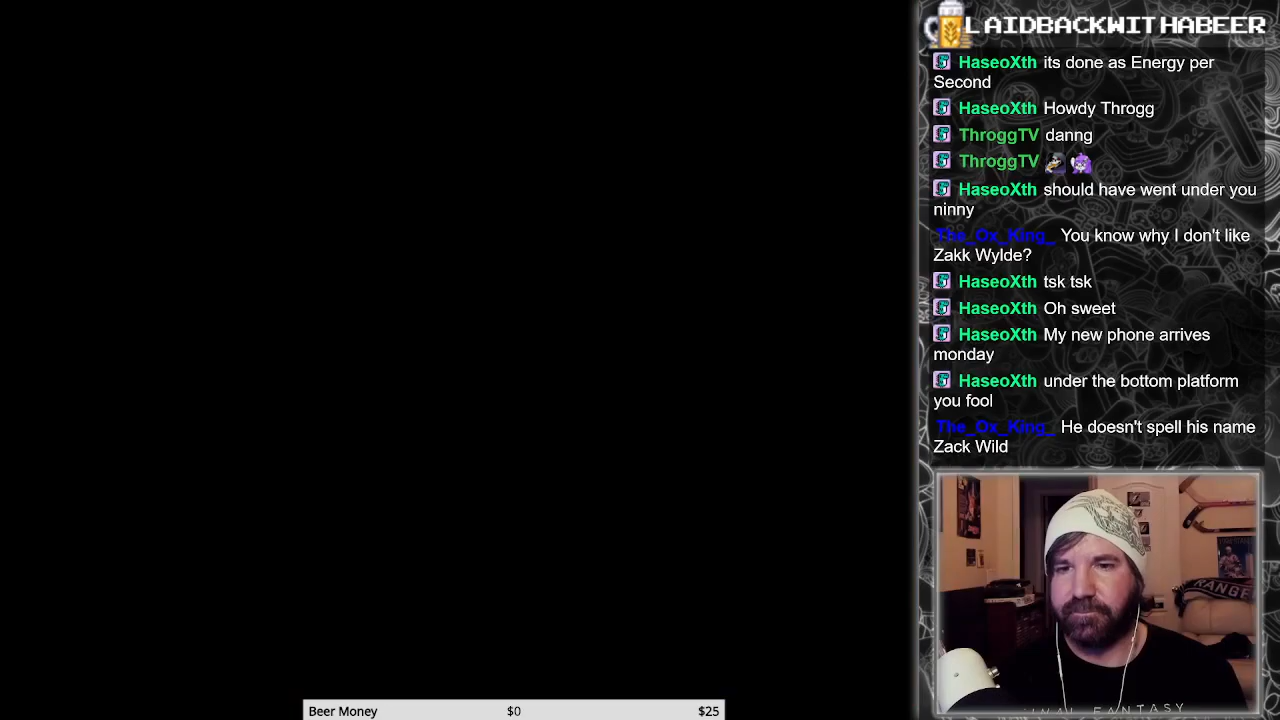 LAIDBACKWITHABEER
HaseoXth its done as Energy per
Second
HaseoXth Howdy Throgg
ThroggTV danng
ThroggTV
HaseoXth should have went under you
ninny
The_Ox_King_ You know why I don't like
Zakk Wylde?
HaseoXth tsk tsk
HaseoXth Oh sweet
HaseoXth My new phone arrives
monday
HaseoXth under the bottom platform
you fool
The_Ox_King_ He doesn't spell his name
Zack Wild
RANGE
FANTASY
Beer Money $0 $25